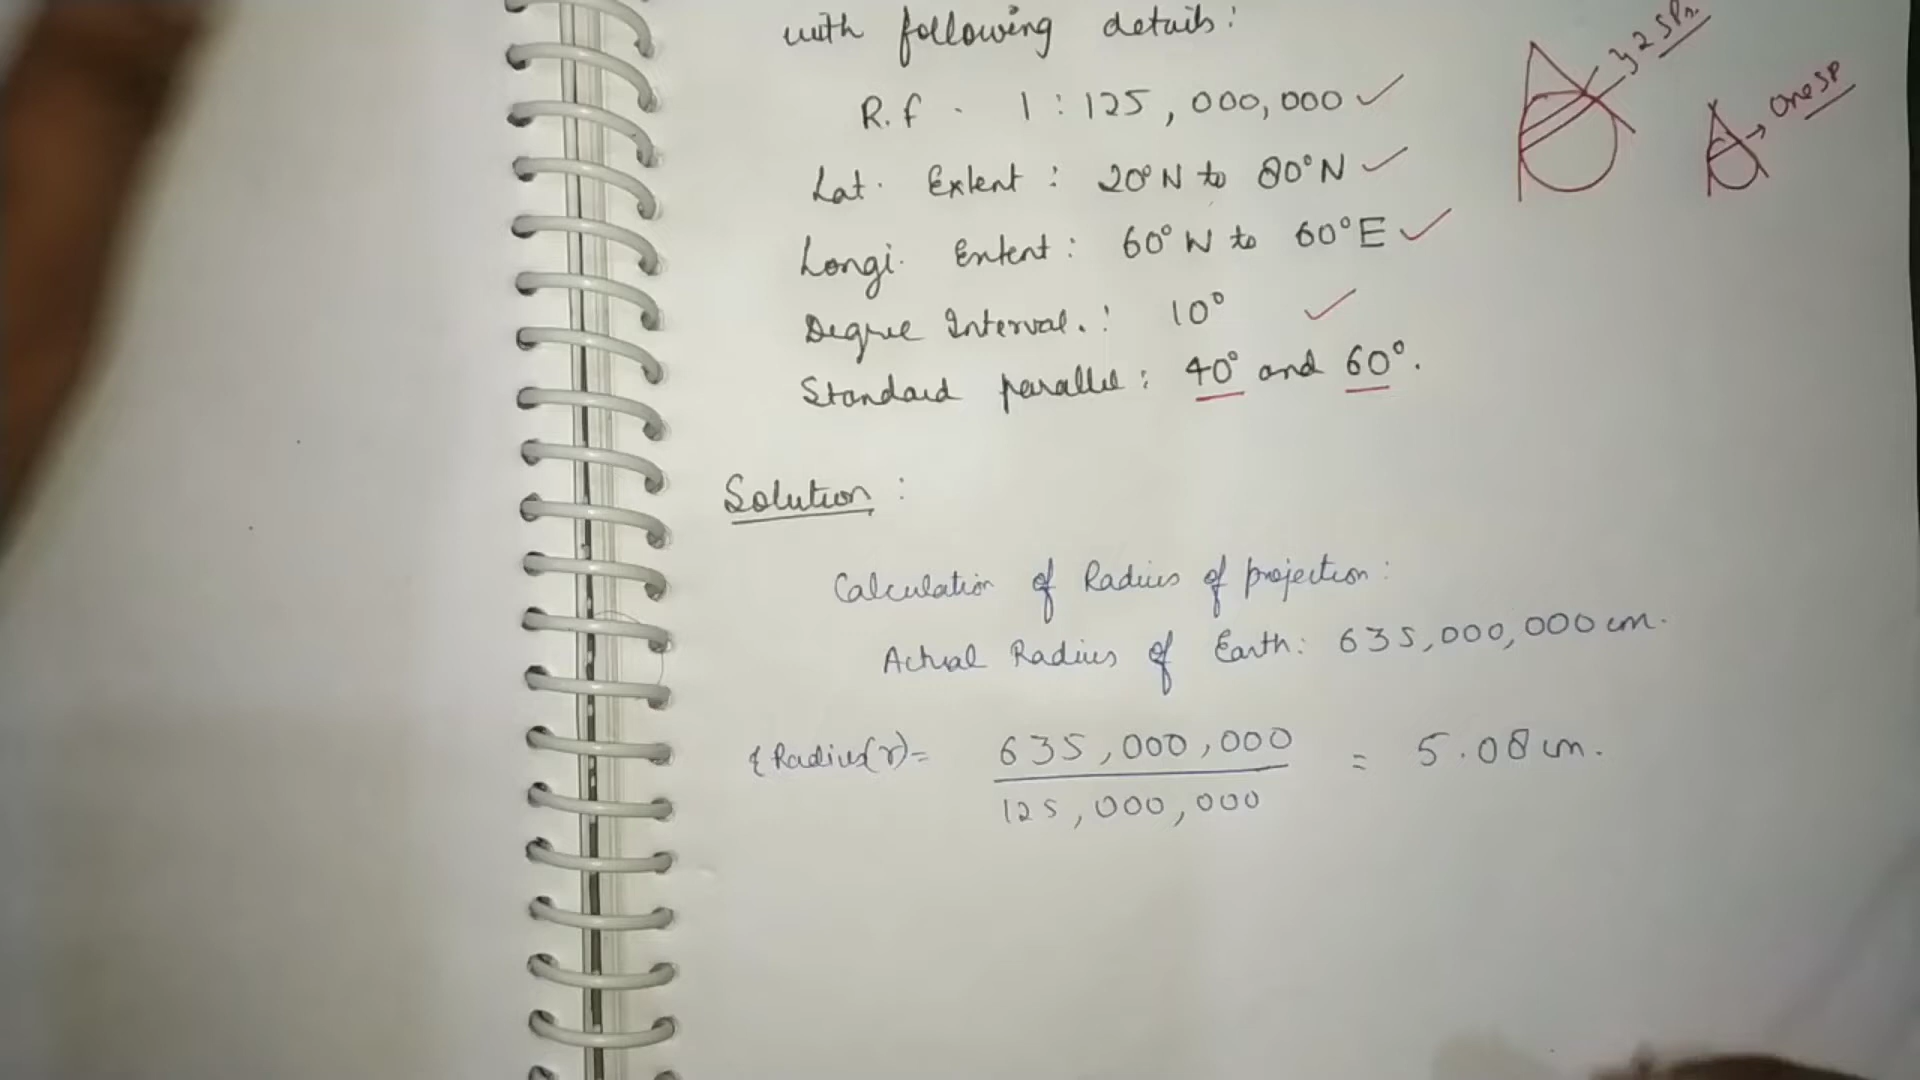 with following details:
R.f - 1 : 125,000,000 ✓
Lat. Extent : 20°N to 80°N ✓
Longi. Extent : 60°W to 60°E ✓
Degree Interval. : 10° ✓
Standard parallel : 40° and 60°.
} 2 SPs
→ One SP
Solution :
Calculation of Radius of projection :
Actual Radius of Earth : 635,000,000 cm.
{ Radius(r) = 635,000,000 / 125,000,000 = 5.08 cm.